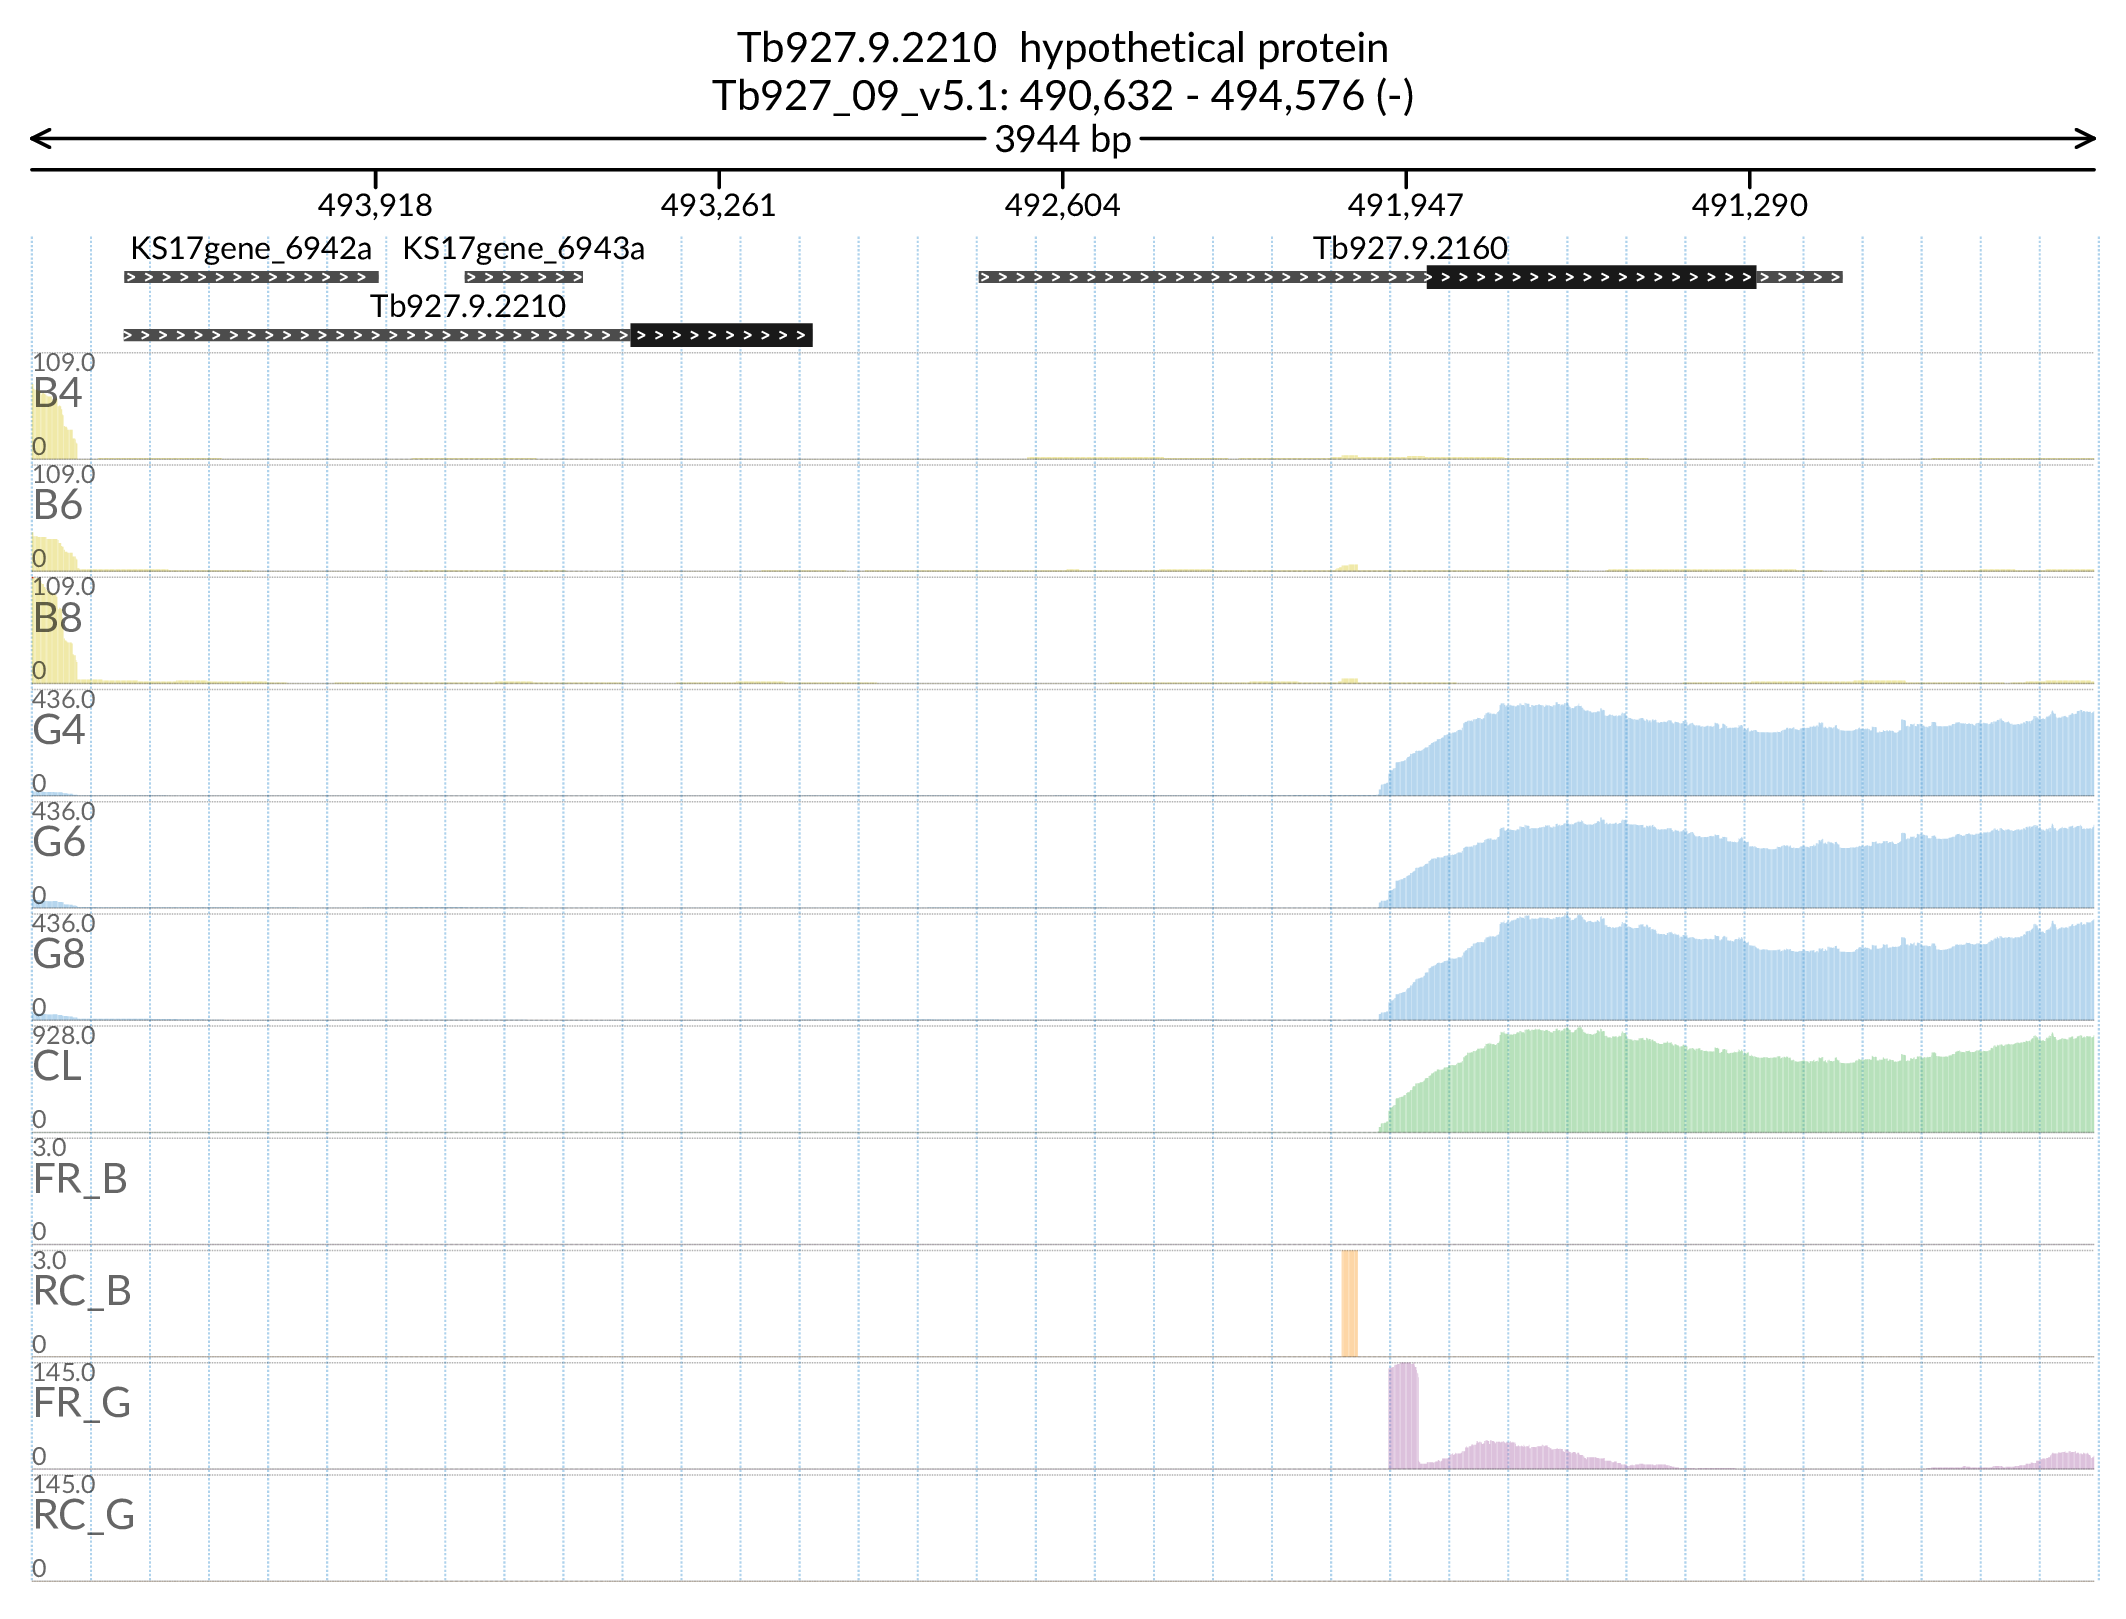 Tb927.9.2210  hypothetical protein
Tb927_09_v5.1: 490,632 - 494,576 (-)
3944 bp
493,918 493,261 492,604 491,947 491,290
KS17gene_6942a KS17gene_6943a Tb927.9.2160
Tb927.9.2210
109.0
B4
0
109.0
B6
0
109.0
B8
0
436.0
G4
0
436.0
G6
0
436.0
G8
0
928.0
CL
0
3.0
FR_B
0
3.0
RC_B
0
145.0
FR_G
0
145.0
RC_G
0